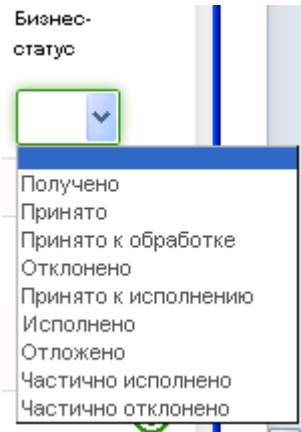 Бизнес-
статус
Получено
Принято
Принято к обработке
Отклонено
Принято к исполнению
Исполнено
Отложено
Частично исполнено
Частично отклонено